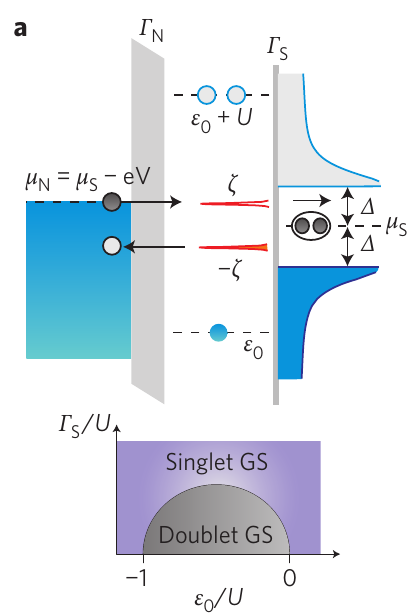 a
Γ_N
Γ_S
ε_0 + U
μ_N = μ_S – eV
ζ
Δ
μ_S
Δ
–ζ
ε_0
Γ_S/U
Singlet GS
Doublet GS
–1
0
ε_0/U